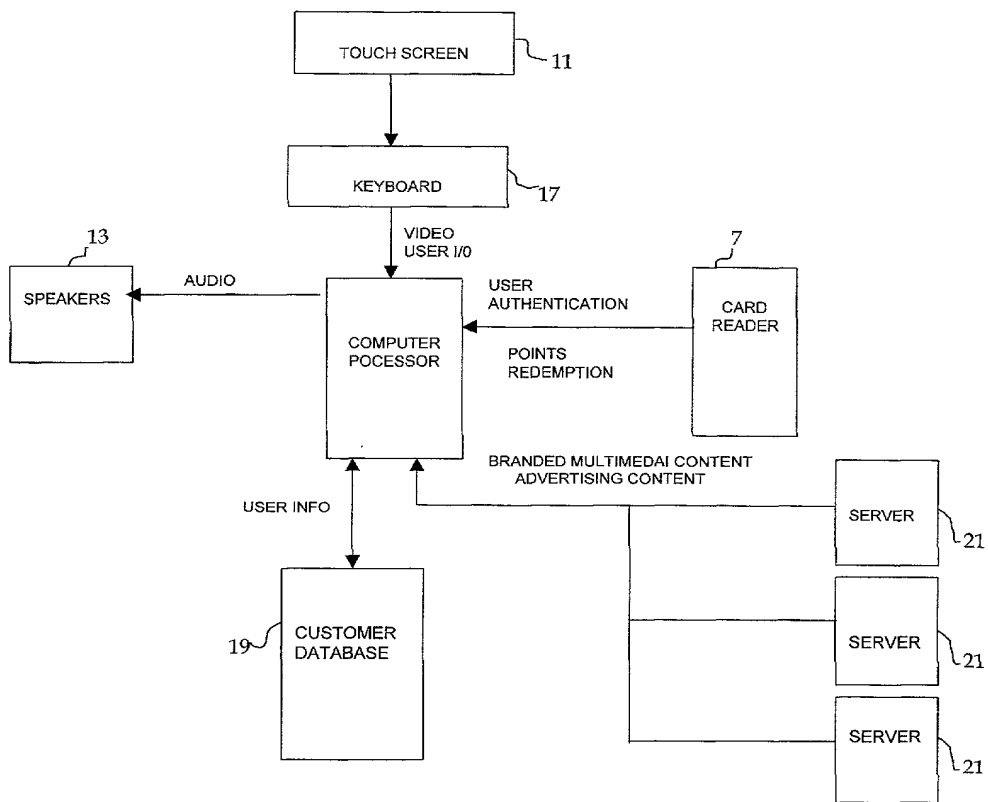 TOUCH SCREEN
11
KEYBOARD
17
VIDEO
USER I/0
13
SPEAKERS
AUDIO
COMPUTER
POCESSOR
USER
AUTHENTICATION
POINTS
REDEMPTION
7
CARD
READER
BRANDED MULTIMEDAI CONTENT
ADVERTISING CONTENT
USER INFO
SERVER
21
19
CUSTOMER
DATABASE
SERVER
21
SERVER
21